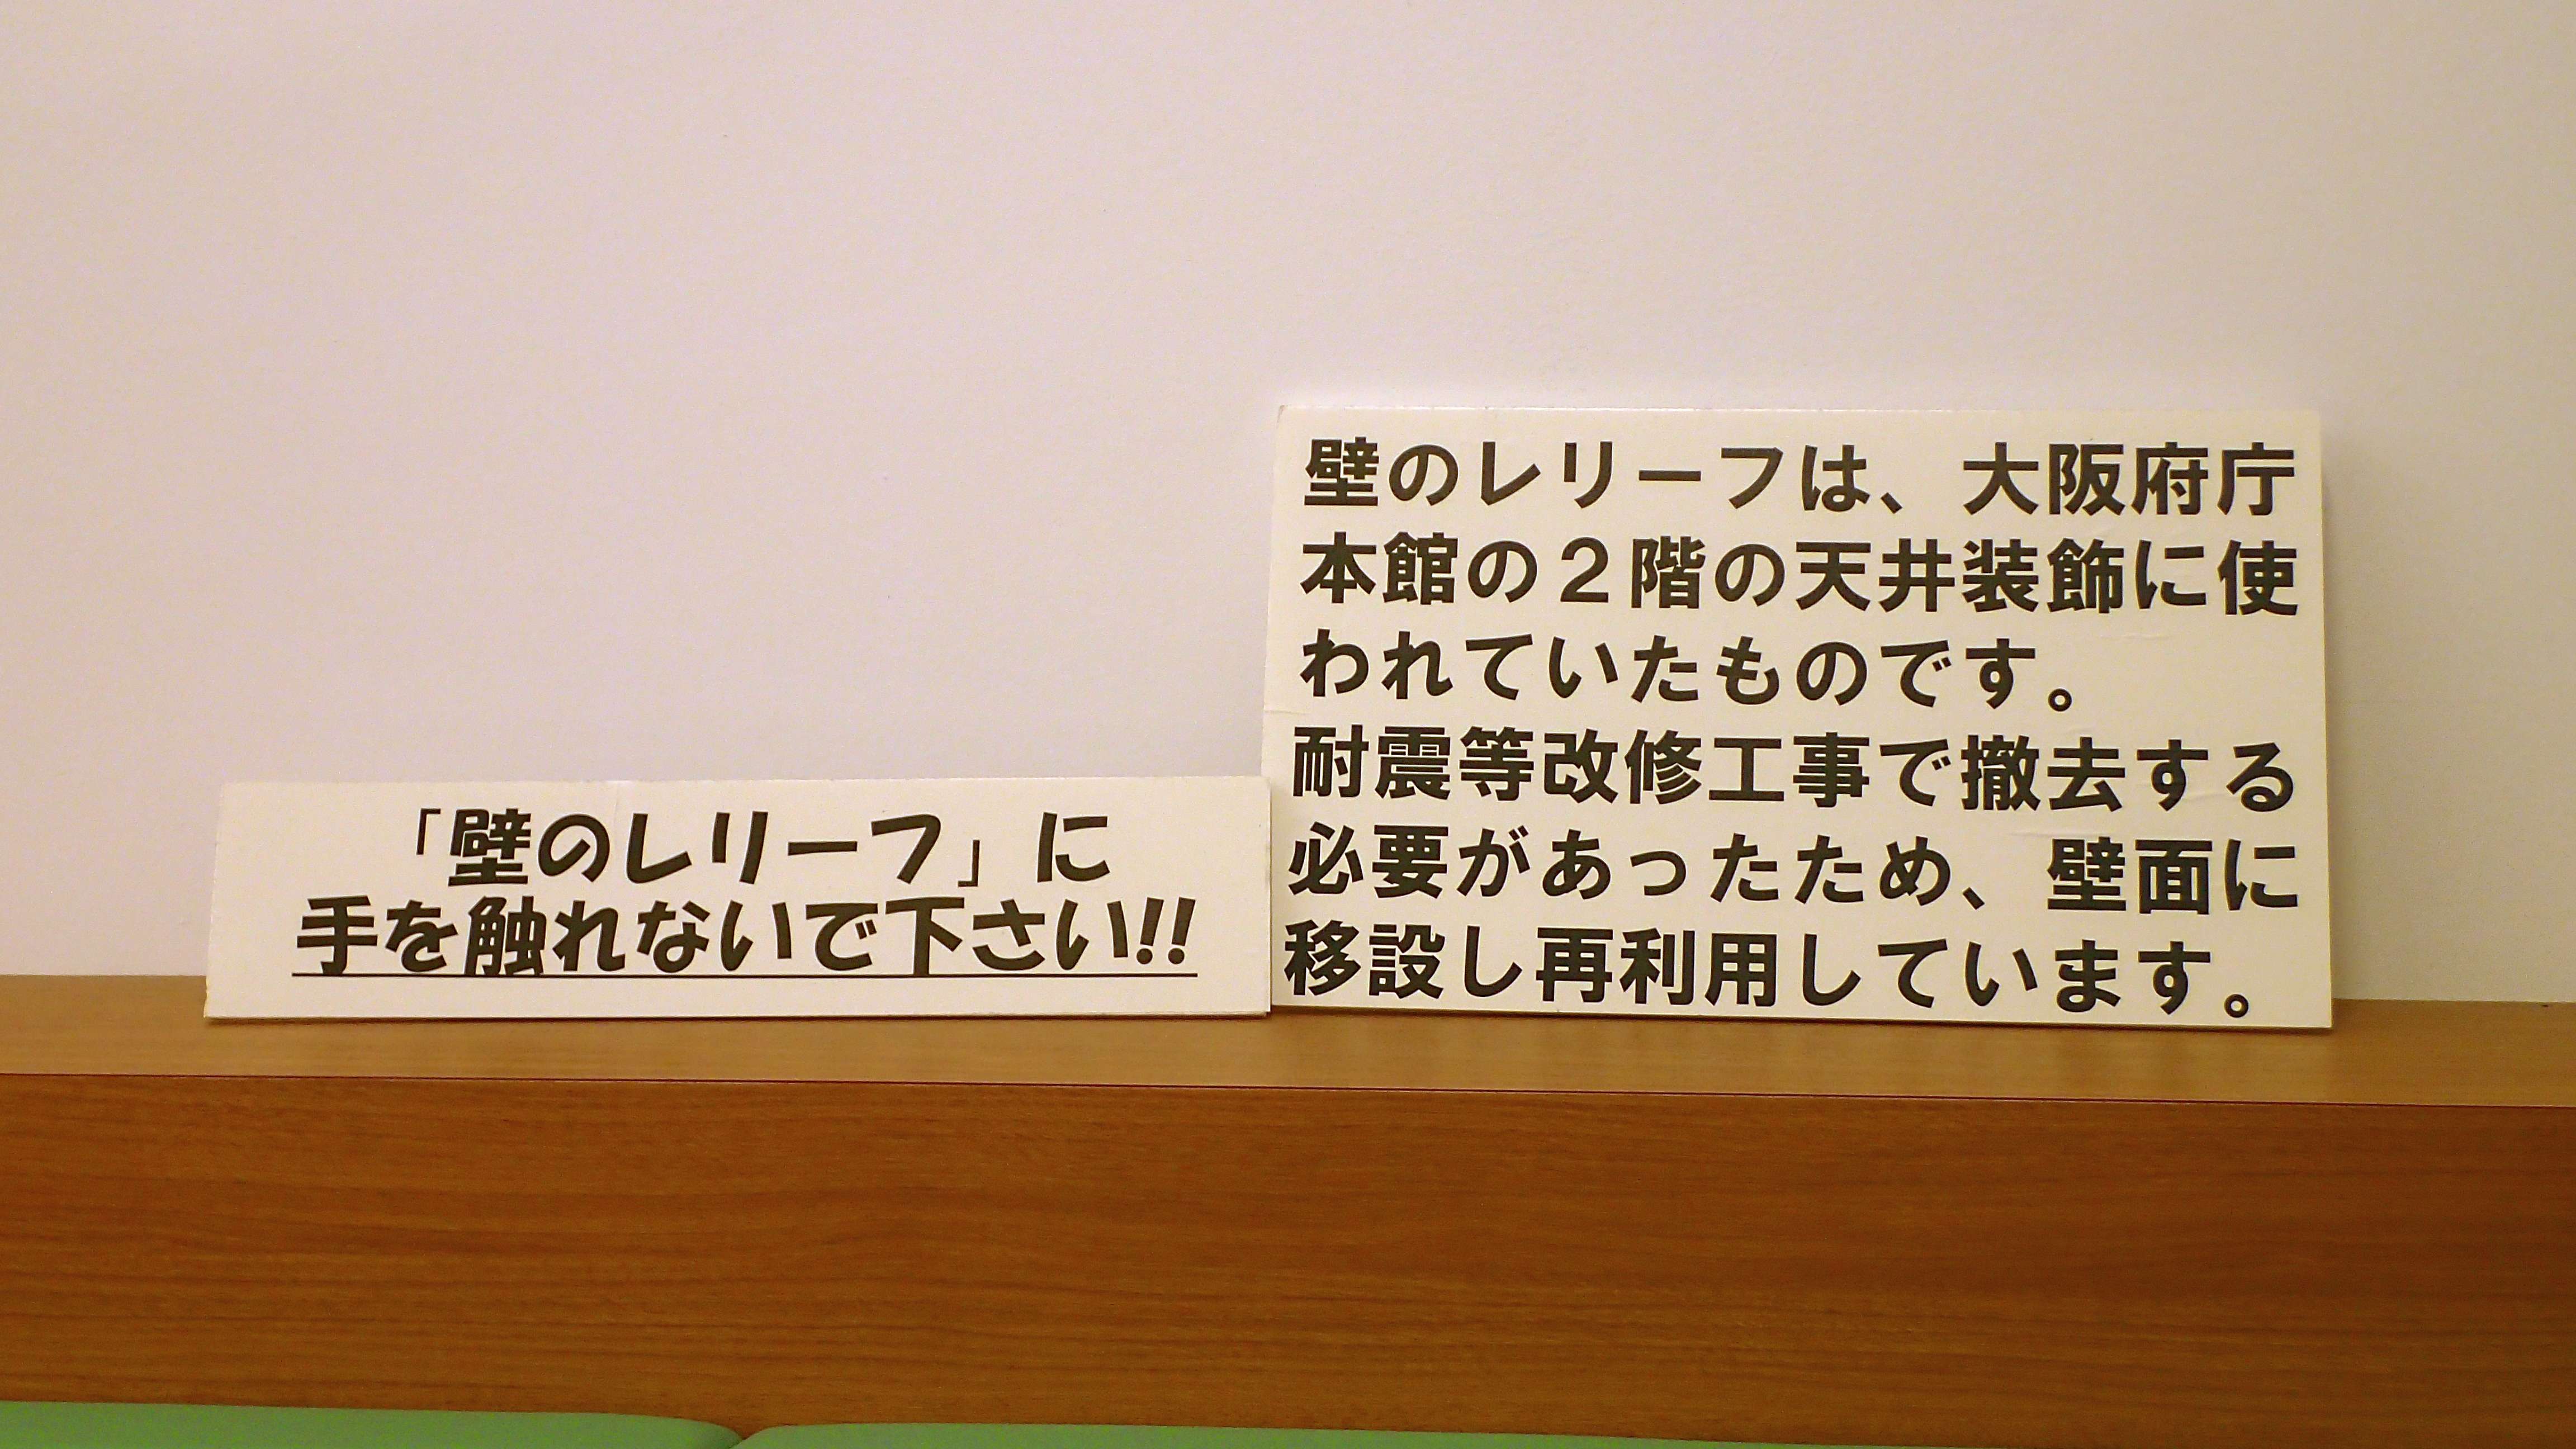 「壁のレリーフ」に
手を触れないで下さい!!
壁のレリーフは、大阪府庁
本館の２階の天井装飾に使
われていたものです。
耐震等改修工事で撤去する
必要があったため、壁面に
移設し再利用しています。